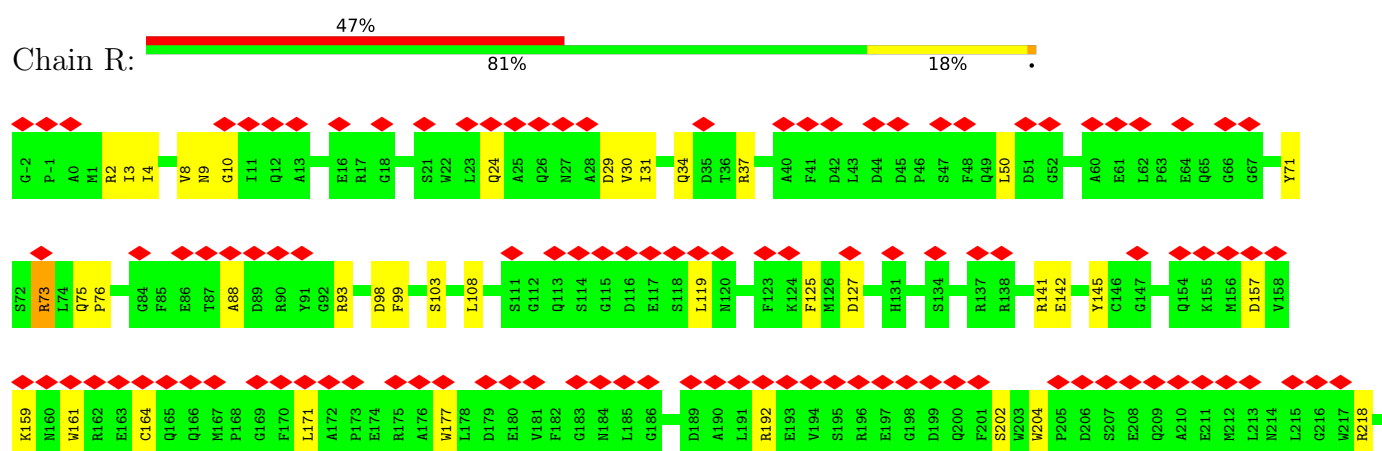 47%
Chain R:
81% 18% •
G-2 P-1 A0 M1 R2 I3 I4 V8 N9 G10 I11 Q12 A13 E16 R17 G18 S21 W22 L23 Q24 A25 Q26 N27 A28 D29 V30 I31 Q34 D35 T36 R37 A40 F41 D42 L43 D44 D45 P46 S47 F48 Q49 L50 D51 G52 A60 E61 L62 P63 E64 Q65 G66 G67 Y71
S72 R73 L74 Q75 P76 G84 F85 E86 T87 A88 D89 R90 Y91 G92 R93 D98 F99 S103 L108 S111 G112 Q113 S114 G115 D116 E117 S118 L119 N120 F123 K124 F125 M126 D127 H131 S134 R137 R138 R141 E142 Y145 C146 G147 Q154 K155 M156 D157 V158
K159 N160 W161 R162 E163 C164 Q165 Q166 M167 P168 G169 F170 L171 A172 P173 E174 R175 A176 W177 L178 D179 E180 V181 F182 G183 N184 L185 G186 D189 A190 L191 R192 E193 V194 S195 R196 E197 G198 D199 Q200 F201 S202 W203 W204 P205 D206 S207 E208 Q209 A210 E211 M212 L213 N214 L215 G216 W217 R218